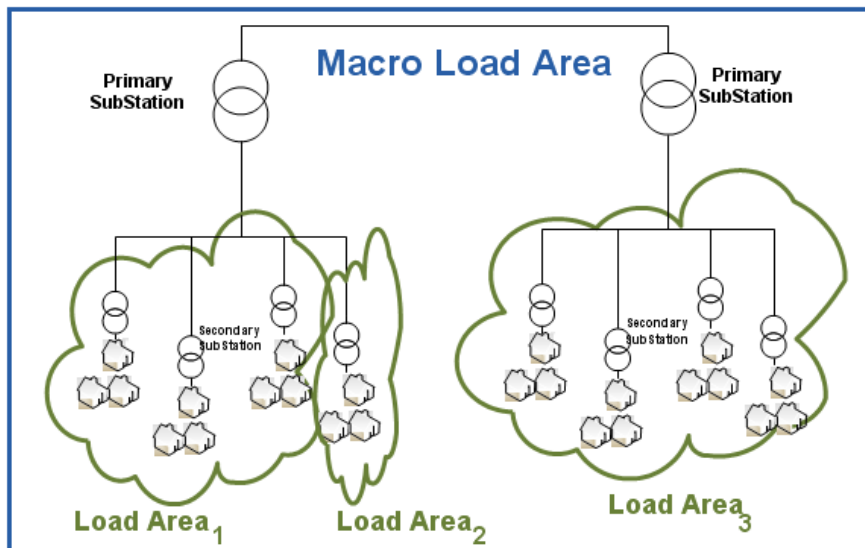 Macro Load Area
Primary
SubStation
Primary
SubStation
Secondary
SubStation
Secondary
SubStation
Load Area1
Load Area2
Load Area3